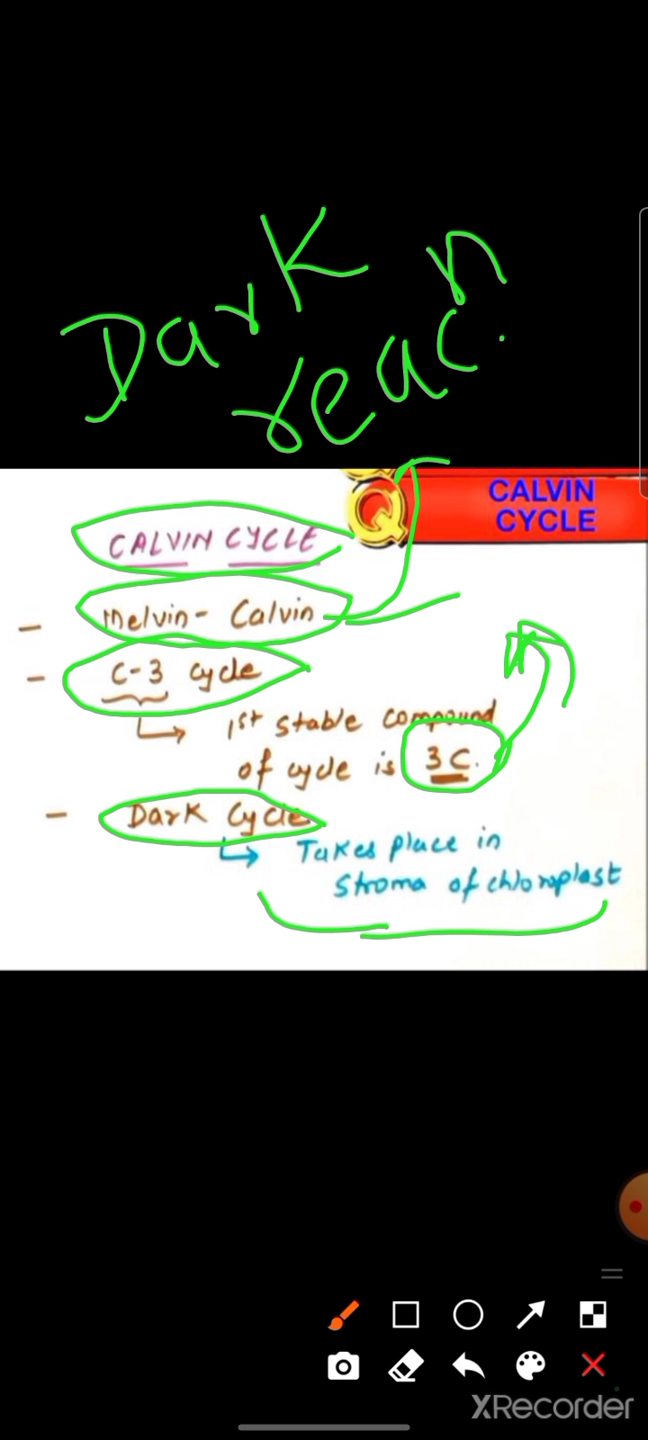 Dark
reac.n
CALVIN
CYCLE
CALVIN CYCLE
- Melvin- Calvin
- C-3 cycle
1st stable compound
of cycle is 3C.
- Dark Cycle
Takes place in
Stroma of chloroplast
XRecorder